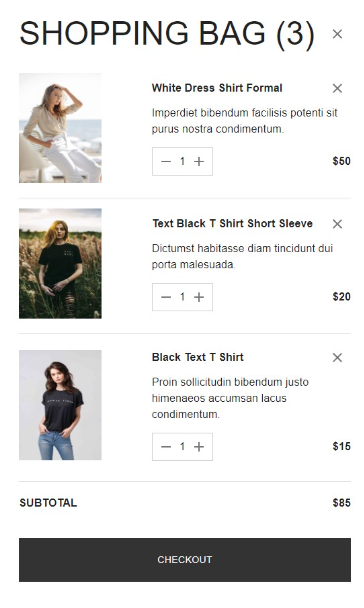 SHOPPING BAG (3)
White Dress Shirt Formal
Imperdiet bibendum facilisis potenti sit
purus nostra condimentum.
1
$50
Text Black T Shirt Short Sleeve
Dictumst habitasse diam tincidunt dui
porta malesuada.
1
$20
Black Text T Shirt
Proin sollicitudin bibendum justo
himenaeos accumsan lacus
condimentum.
1
$15
SUBTOTAL
$85
CHECKOUT